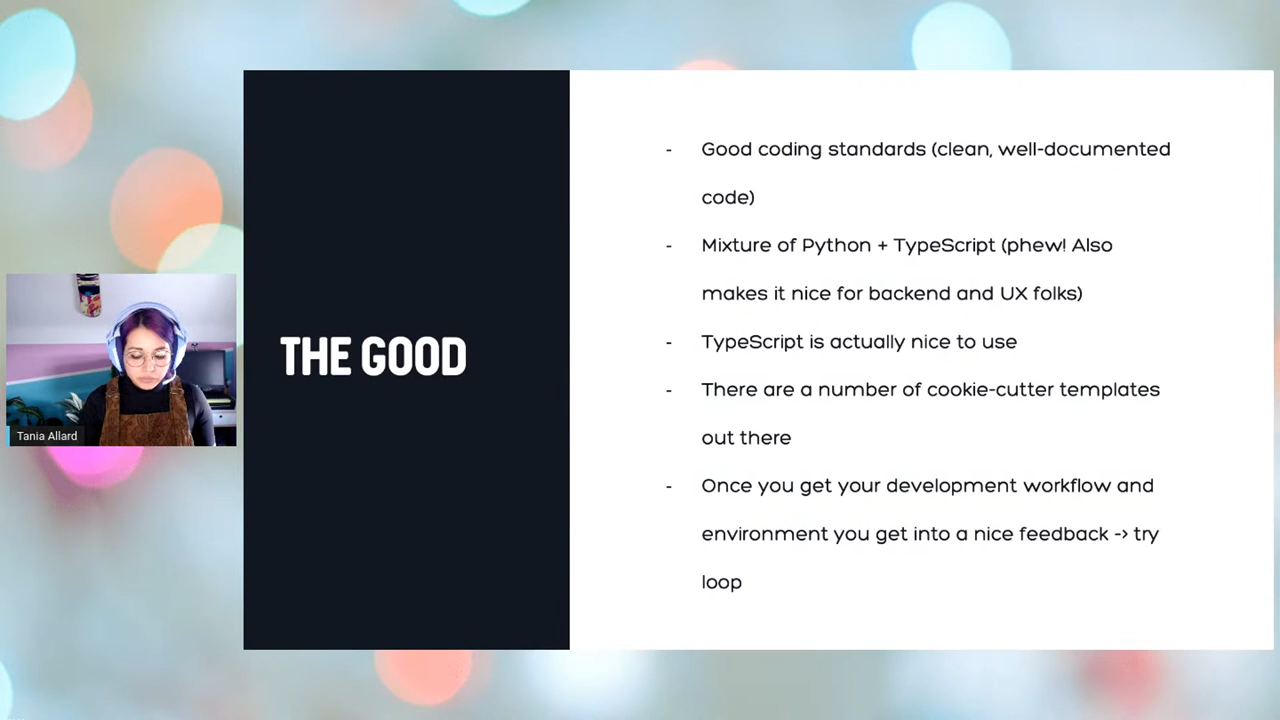 THE GOOD
- Good coding standards (clean, well-documented
code)
- Mixture of Python + TypeScript (phew! Also
makes it nice for backend and UX folks)
- TypeScript is actually nice to use
- There are a number of cookie-cutter templates
out there
- Once you get your development workflow and
environment you get into a nice feedback -> try
loop
Tania Allard